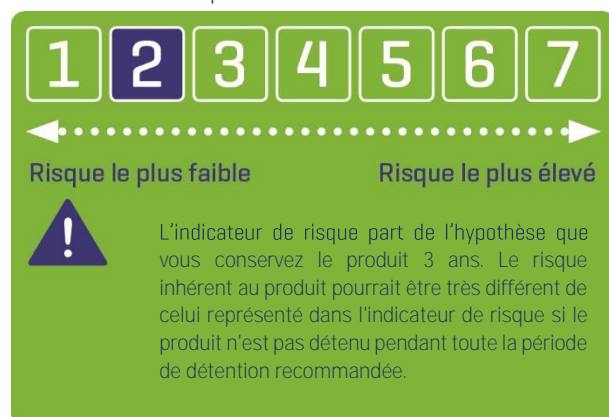 1 2 3 4 5 6 7
Risque le plus faible Risque le plus élevé
!
L'indicateur de risque part de l'hypothèse que
vous conservez le produit 3 ans. Le risque
inhérent au produit pourrait être très différent de
celui représenté dans l'indicateur de risque si le
produit n'est pas détenu pendant toute la période
de détention recommandée.